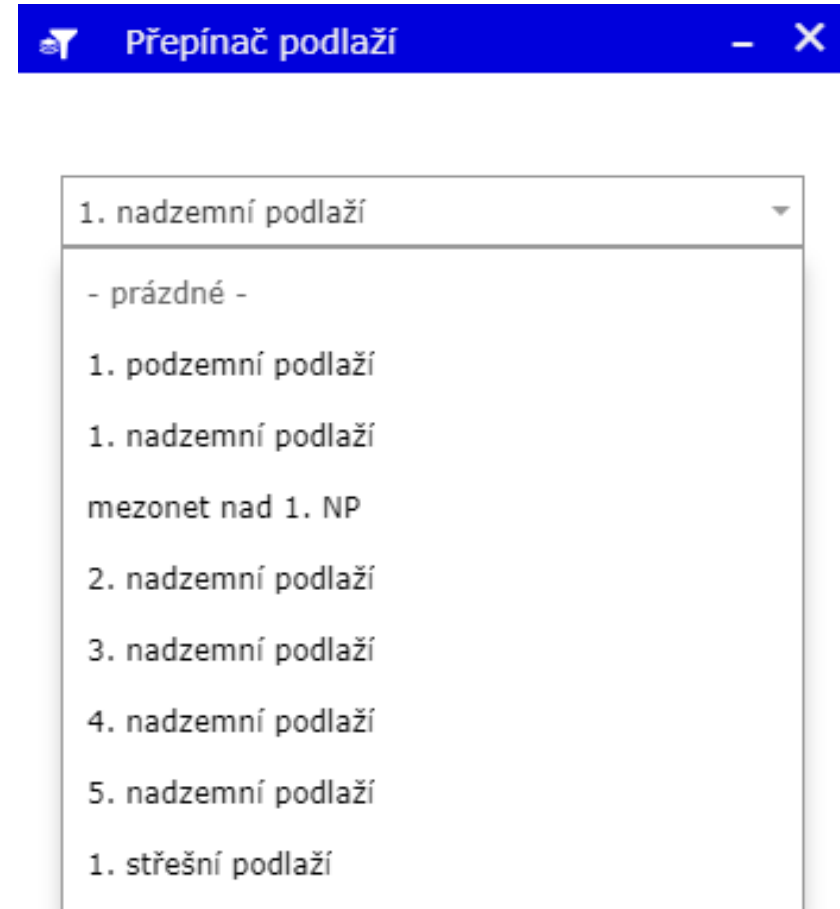 Přepínač podlaží
1. nadzemní podlaží
- prázdné -
1. podzemní podlaží
1. nadzemní podlaží
mezonet nad 1. NP
2. nadzemní podlaží
3. nadzemní podlaží
4. nadzemní podlaží
5. nadzemní podlaží
1. střešní podlaží